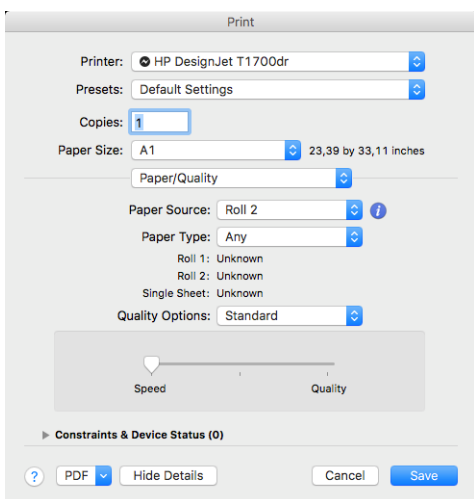 Print
Printer: HP DesignJet T1700dr
Presets: Default Settings
Copies: 1
Paper Size: A1 23,39 by 33,11 inches
Paper/Quality
Paper Source: Roll 2 i
Paper Type: Any
Roll 1: Unknown
Roll 2: Unknown
Single Sheet: Unknown
Quality Options: Standard
Speed Quality
Constraints & Device Status (0)
? PDF Hide Details Cancel Save